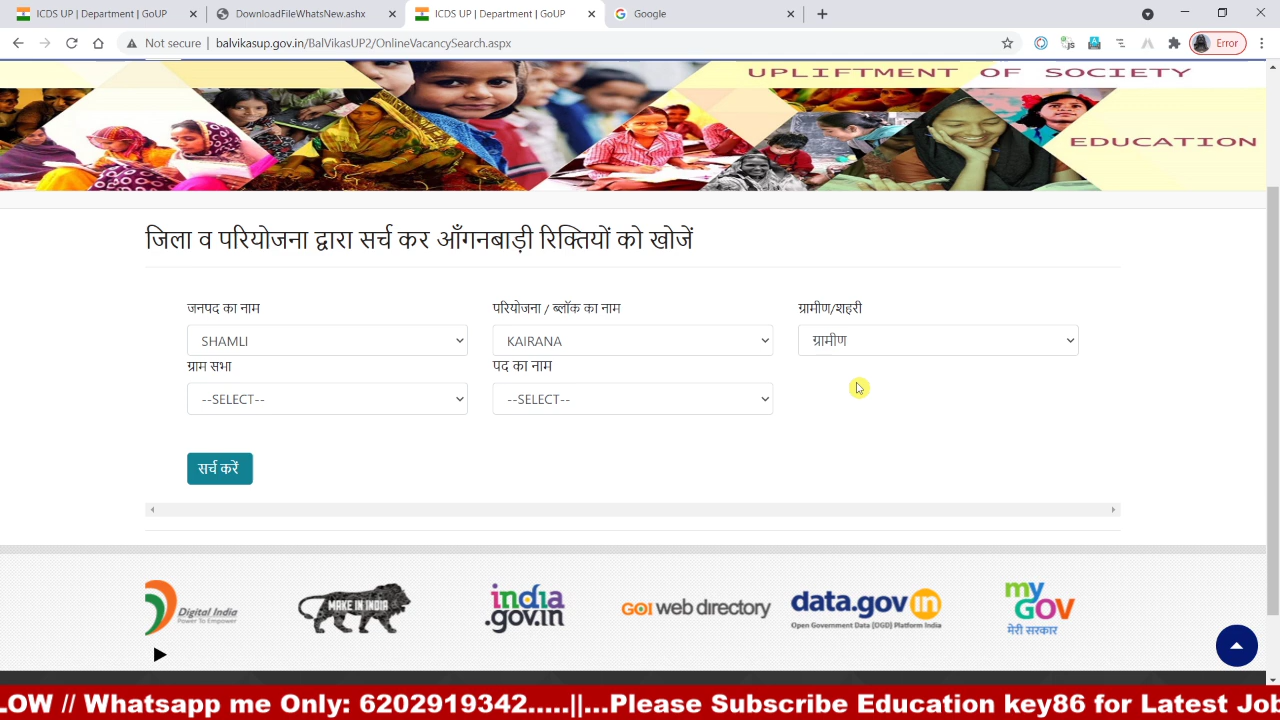 ICDS UP | Department | GoUP
DownloadFileWhatsNew.ashx
ICDS UP | Department | GoUP
Google
Not secure
balvikasup.gov.in/BalVikasUP2/OnlineVacancySearch.aspx
Error
UPLIFTMENT OF SOCIETY
EDUCATION
जिला व परियोजना द्वारा सर्च कर आँगनबाड़ी रिक्तियों को खोजें
जनपद का नाम
परियोजना / ब्लॉक का नाम
ग्रामीण/शहरी
SHAMLI
KAIRANA
ग्रामीण
ग्राम सभा
पद का नाम
--SELECT--
--SELECT--
सर्च करें
Digital India
Power To Empower
MAKE IN INDIA
india
.gov.in
GOI web directory
data.gov in
Open Government Data (OGD) Platform India
my
GOV
मेरी सरकार
LOW // Whatsapp me Only: 6202919342.....||...Please Subscribe Education key86 for Latest Job